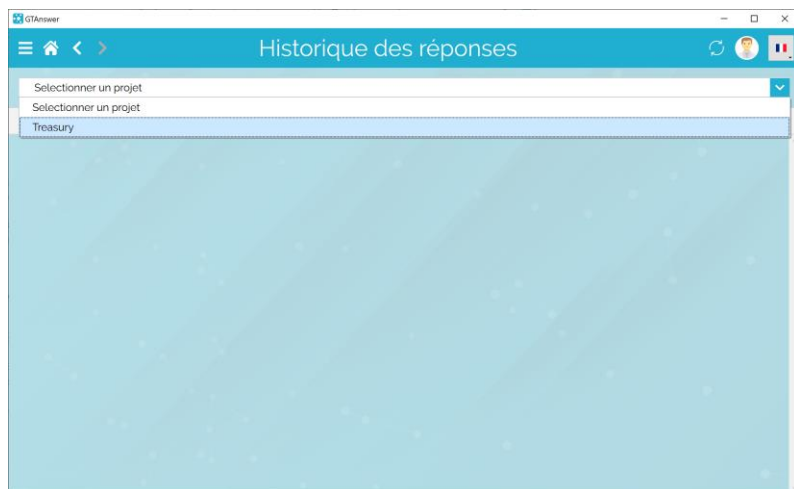 GTAnswer
Historique des réponses
Selectionner un projet
Selectionner un projet
Treasury